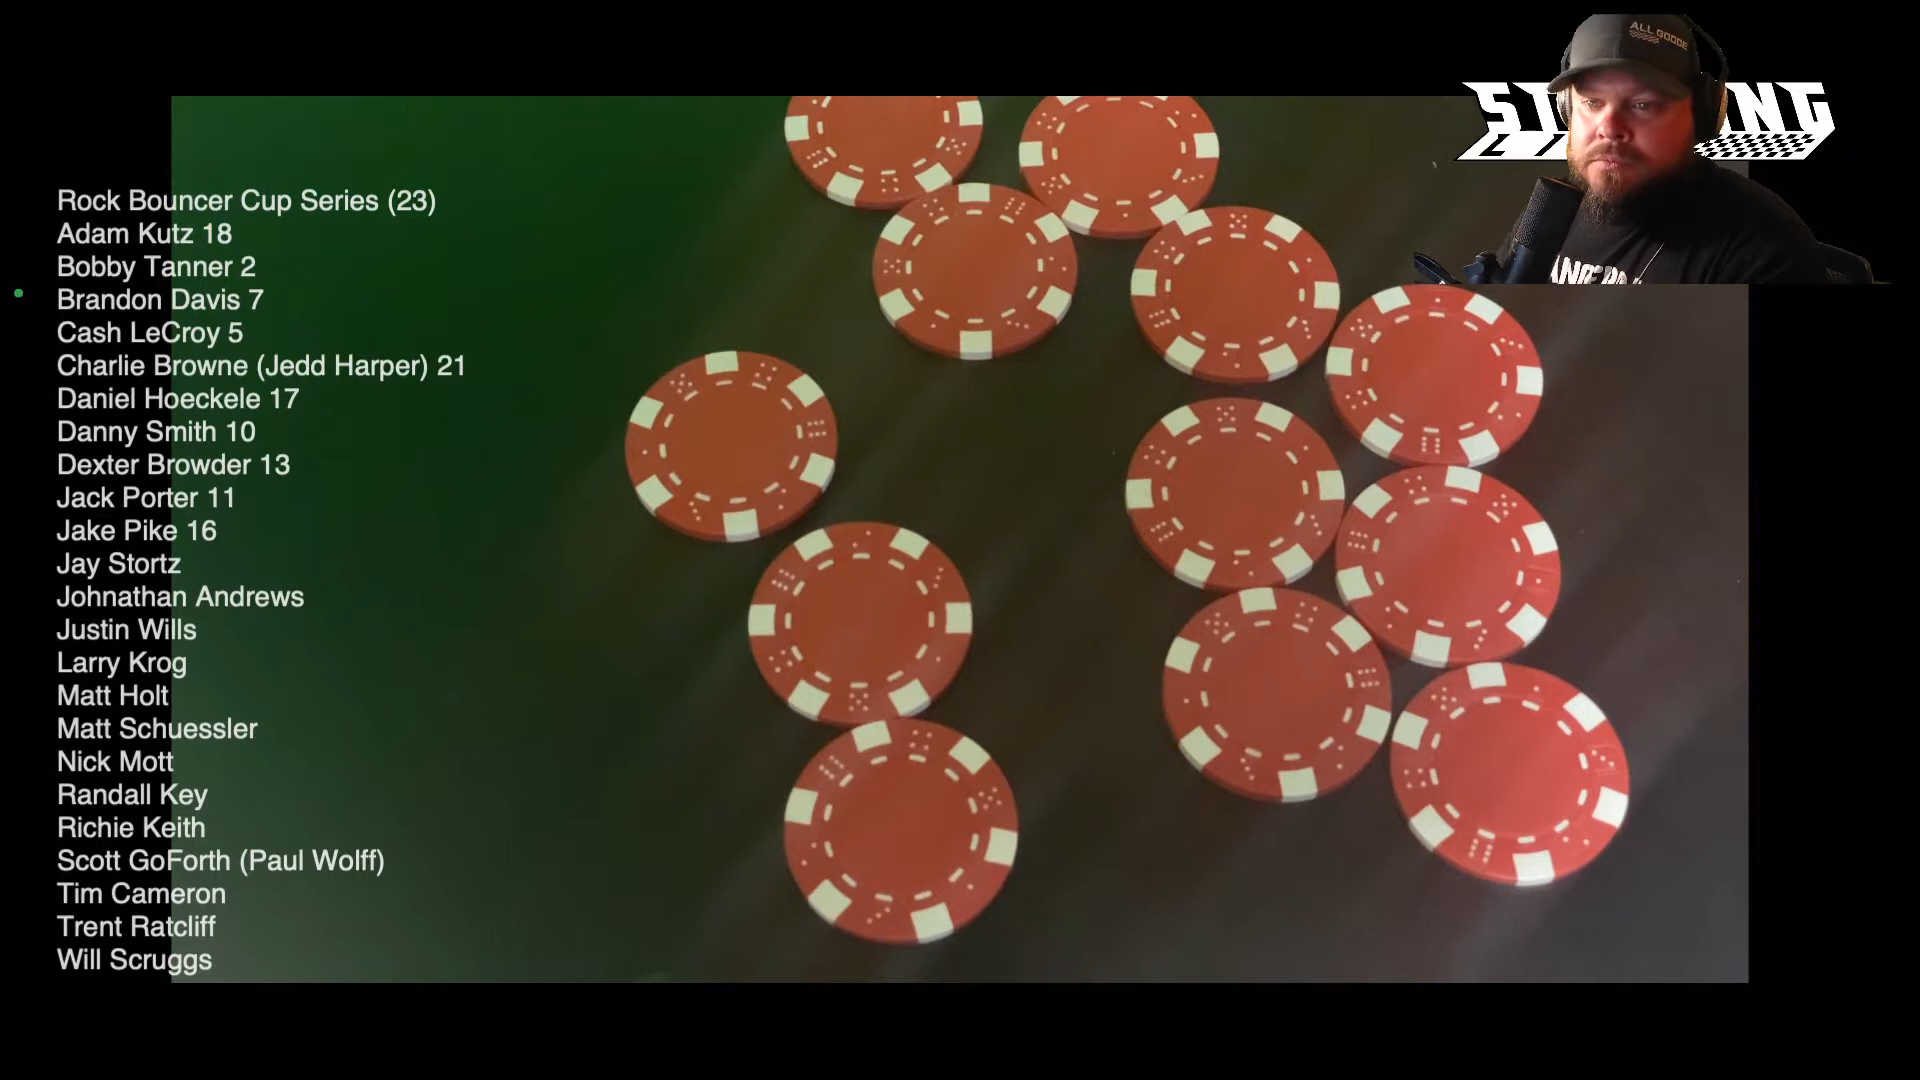 Rock Bouncer Cup Series (23)
Adam Kutz 18
Bobby Tanner 2
Brandon Davis 7
Cash LeCroy 5
Charlie Browne (Jedd Harper) 21
Daniel Hoeckele 17
Danny Smith 10
Dexter Browder 13
Jack Porter 11
Jake Pike 16
Jay Stortz
Johnathan Andrews
Justin Wills
Larry Krog
Matt Holt
Matt Schuessler
Nick Mott
Randall Key
Richie Keith
Scott GoForth (Paul Wolff)
Tim Cameron
Trent Ratcliff
Will Scruggs
ALL GOODE